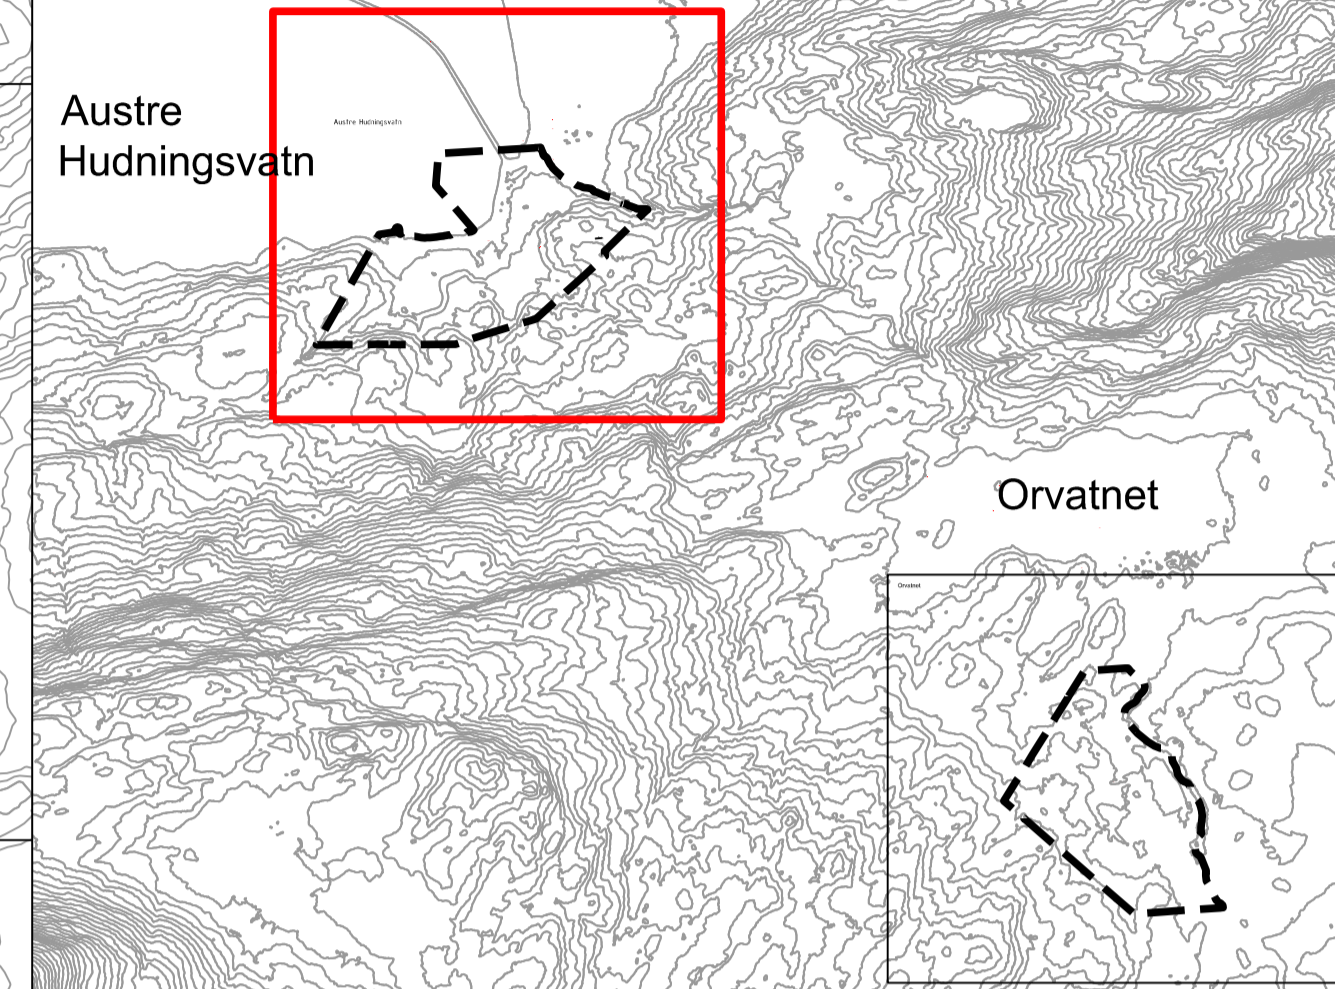 Austre
Hudningsvatn
Austre Hudningsvatn
Orvatnet
Orvatnet